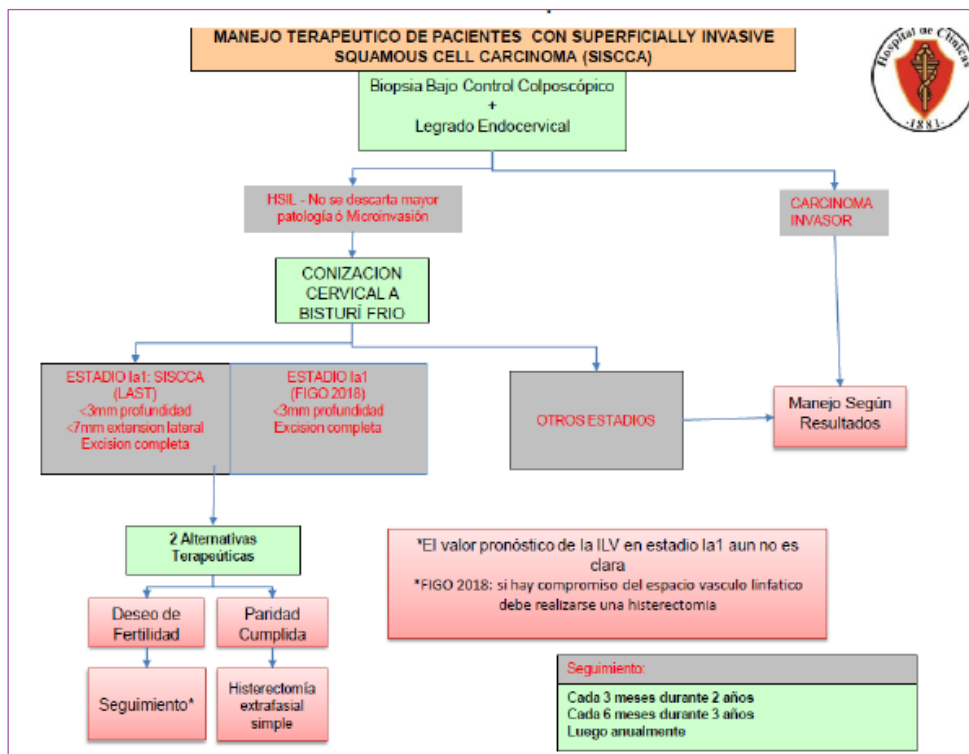 MANEJO TERAPEUTICO DE PACIENTES CON SUPERFICIALLY INVASIVE
SQUAMOUS CELL CARCINOMA (SISCCA)
Hospital de Clínicas
·1881·
Biopsia Bajo Control Colposcópico
+
Legrado Endocervical
HSIL - No se descarta mayor
patología ó Microinvasión
CARCINOMA
INVASOR
CONIZACION
CERVICAL A
BISTURÍ FRIO
ESTADIO Ia1: SISCCA
(LAST)
<3mm profundidad
<7mm extension lateral
Excision completa
ESTADIO Ia1
(FIGO 2018)
<3mm profundidad
Excision completa
OTROS ESTADIOS
Manejo Según
Resultados
2 Alternativas
Terapeúticas
Deseo de
Fertilidad
Paridad
Cumplida
Seguimiento*
Histerectomía
extrafasial
simple
*El valor pronóstico de la ILV en estadio Ia1 aun no es
clara
*FIGO 2018: si hay compromiso del espacio vasculo linfatico
debe realizarse una histerectomia
Seguimiento:
Cada 3 meses durante 2 años
Cada 6 meses durante 3 años
Luego anualmente